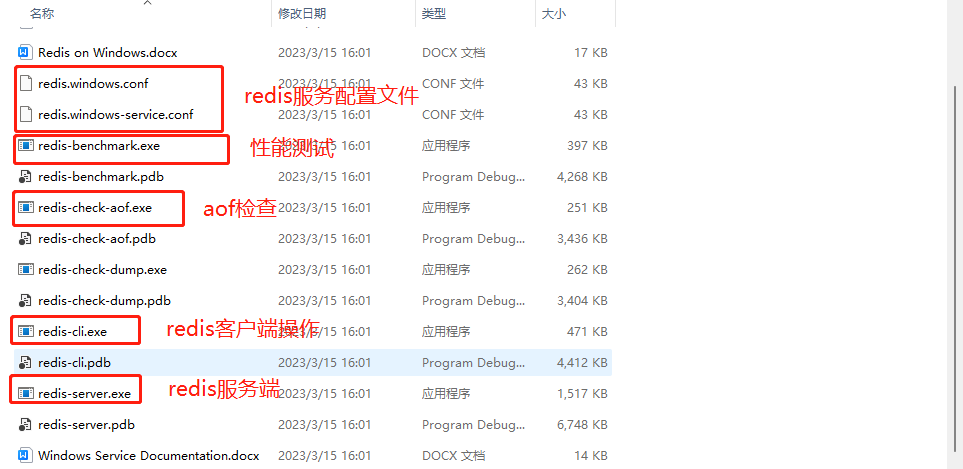 名称 修改日期 类型 大小
Redis on Windows.docx 2023/3/15 16:01 DOCX 文档 17 KB
redis.windows.conf 2023/3/15 16:01 CONF 文件 43 KB
redis服务配置文件
redis.windows-service.conf 2023/3/15 16:01 CONF 文件 43 KB
redis-benchmark.exe 性能测试 2023/3/15 16:01 应用程序 397 KB
redis-benchmark.pdb 2023/3/15 16:01 Program Debug... 4,268 KB
redis-check-aof.exe aof检查 2023/3/15 16:01 应用程序 251 KB
redis-check-aof.pdb 2023/3/15 16:01 Program Debug... 3,436 KB
redis-check-dump.exe 2023/3/15 16:01 应用程序 262 KB
redis-check-dump.pdb 2023/3/15 16:01 Program Debug... 3,404 KB
redis-cli.exe redis客户端操作 2023/3/15 16:01 应用程序 471 KB
redis-cli.pdb 2023/3/15 16:01 Program Debug... 4,412 KB
redis-server.exe redis服务端 2023/3/15 16:01 应用程序 1,517 KB
redis-server.pdb 2023/3/15 16:01 Program Debug... 6,748 KB
Windows Service Documentation.docx 2023/3/15 16:01 DOCX 文档 14 KB